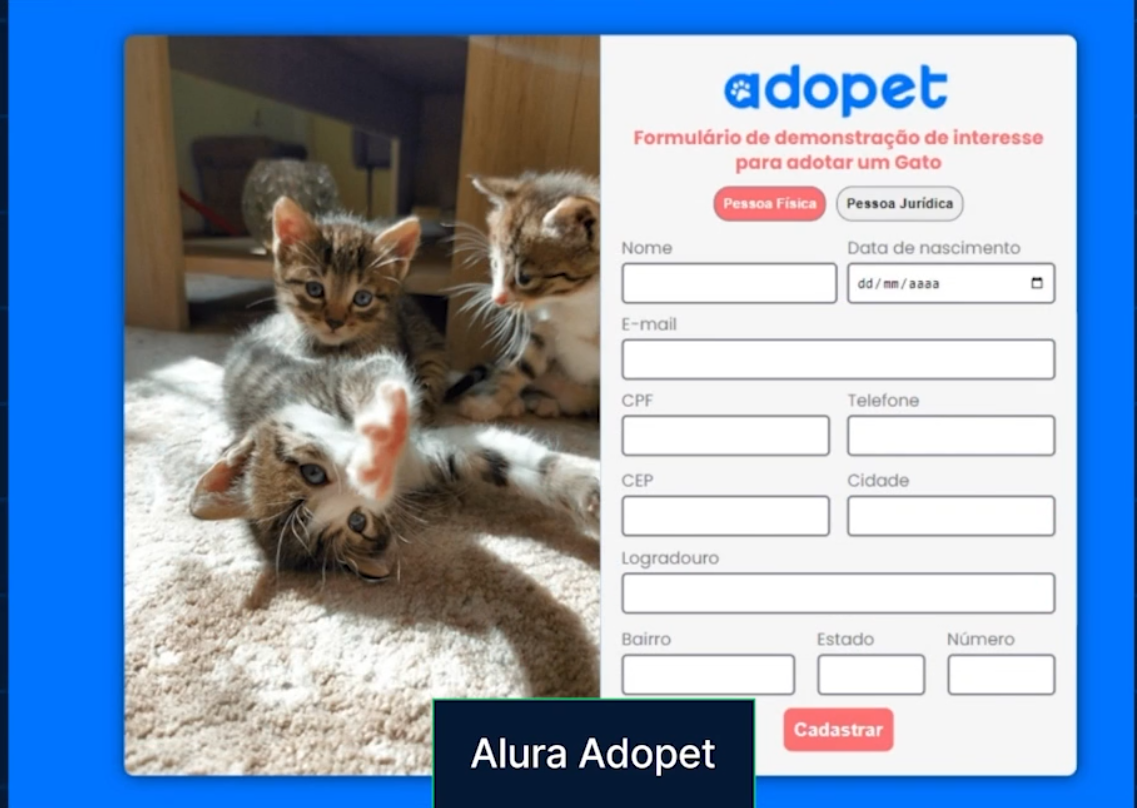 adopet
Formulário de demonstração de interesse
para adotar um Gato
Pessoa Física Pessoa Jurídica
Nome Data de nascimento
dd/mm/aaaa
E-mail
CPF Telefone
CEP Cidade
Logradouro
Bairro Estado Número
Cadastrar
Alura Adopet